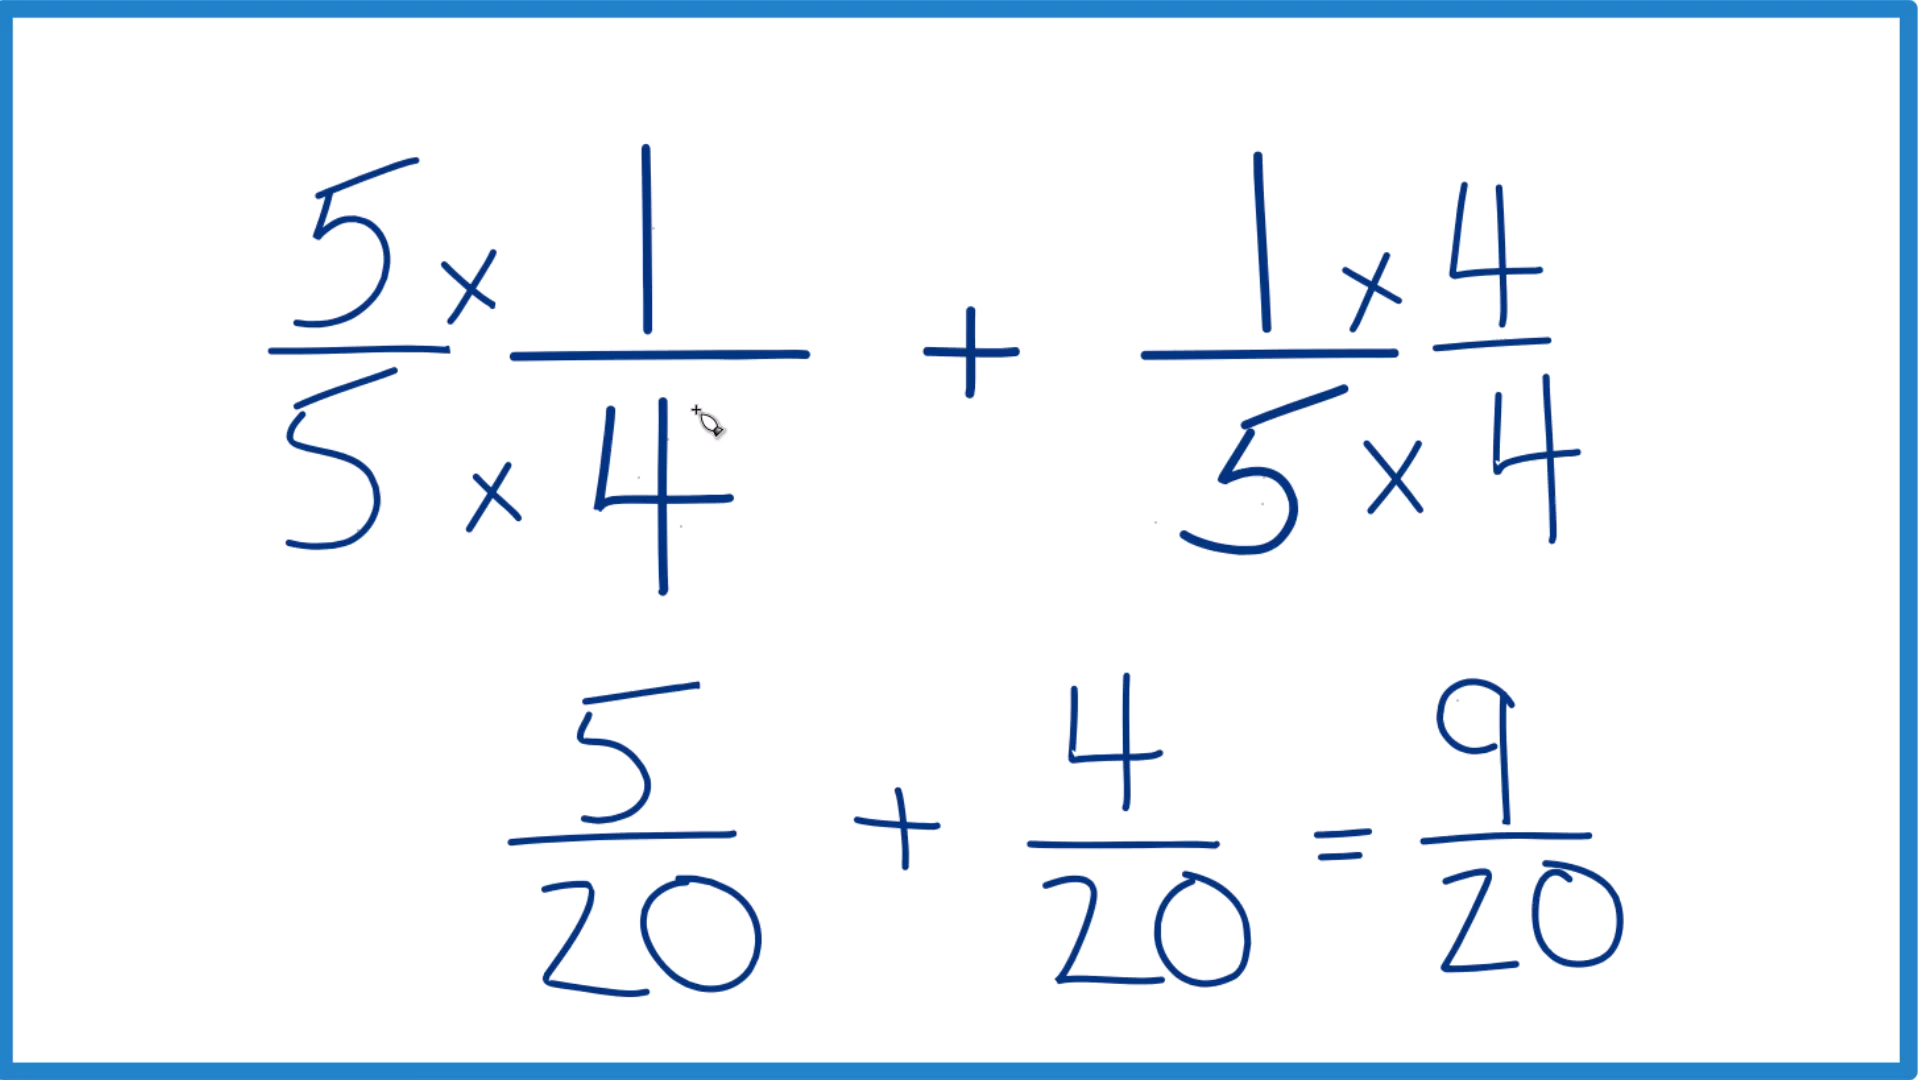 5/5 × 1/4 + 1/5 × 4/4
5/20 + 4/20 = 9/20